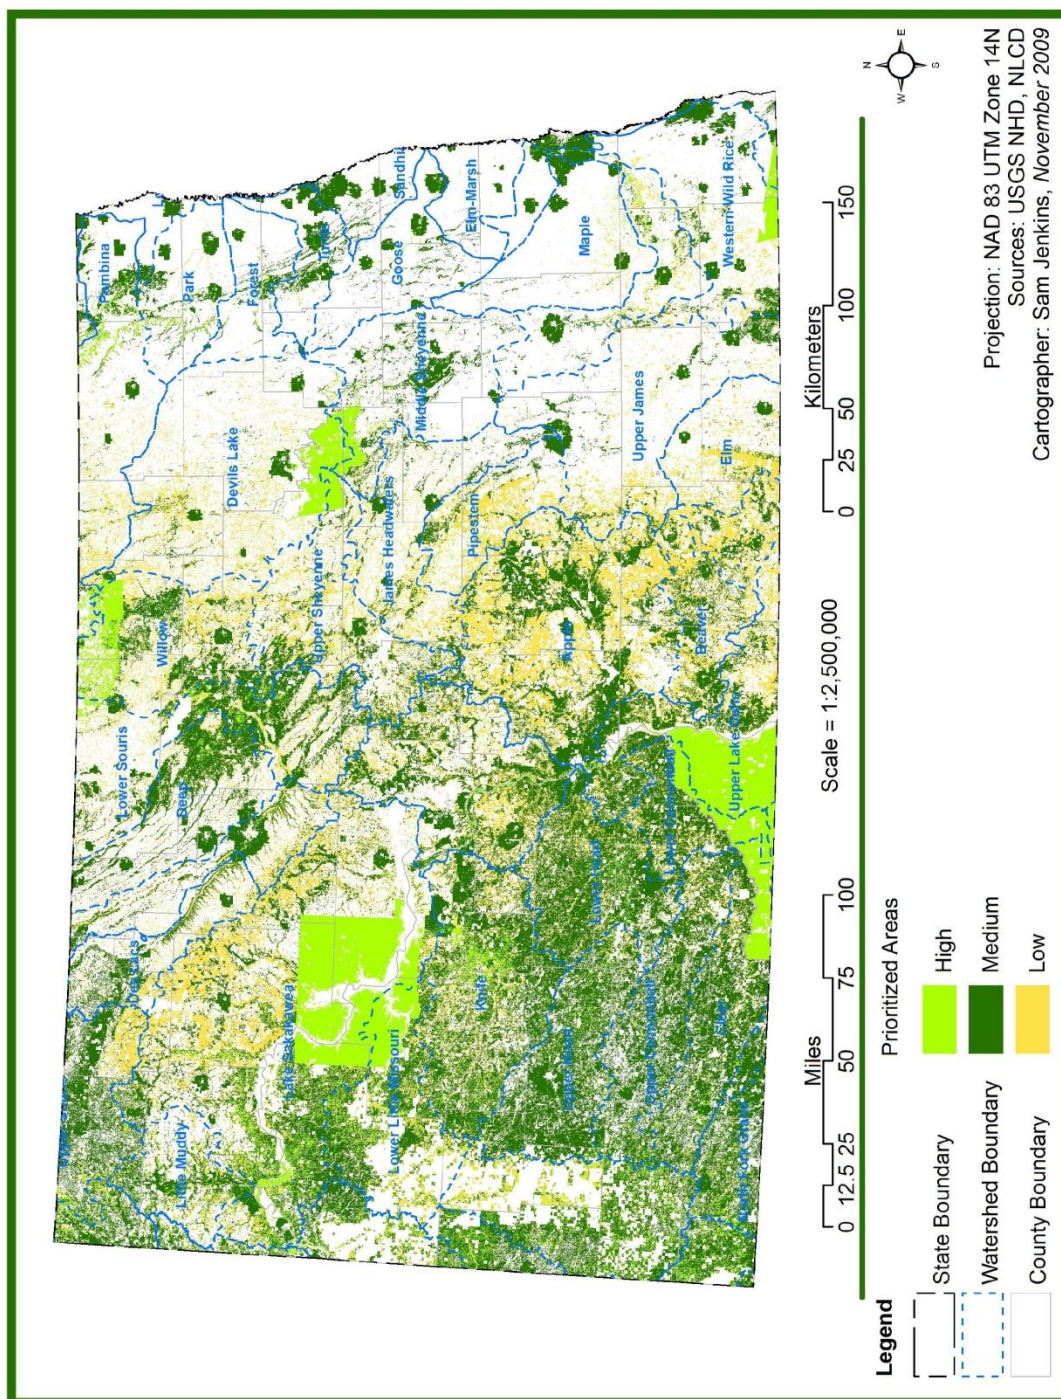 Pembina
Park
Forest
Turtle
Goose
Sandhi
Elm-Marsh
Maple
Western Wild Rice
Devils Lake
Middle Sheyenne
Upper James
Elm
James Headwaters
Pipestem
Upper Sheyenne
Willow
Apple
Beaver
Lower Souris
Deep
Upper Lake Oahe
Lower Cannonball
Lower Heart
Des Lacs
Lake Sakakawea
Knife
Lower Little Missouri
Upper Heart
Upper Cannonball
Cedar
Little Muddy
North Fork Grand
N
W
E
S
Miles
0 12.5 25 50 75 100
Scale = 1:2,500,000
Kilometers
0 25 50 100 150
Legend
State Boundary
Watershed Boundary
County Boundary
Prioritized Areas
High
Medium
Low
Projection: NAD 83 UTM Zone 14N
Sources: USGS NHD, NLCD
Cartographer: Sam Jenkins, November 2009